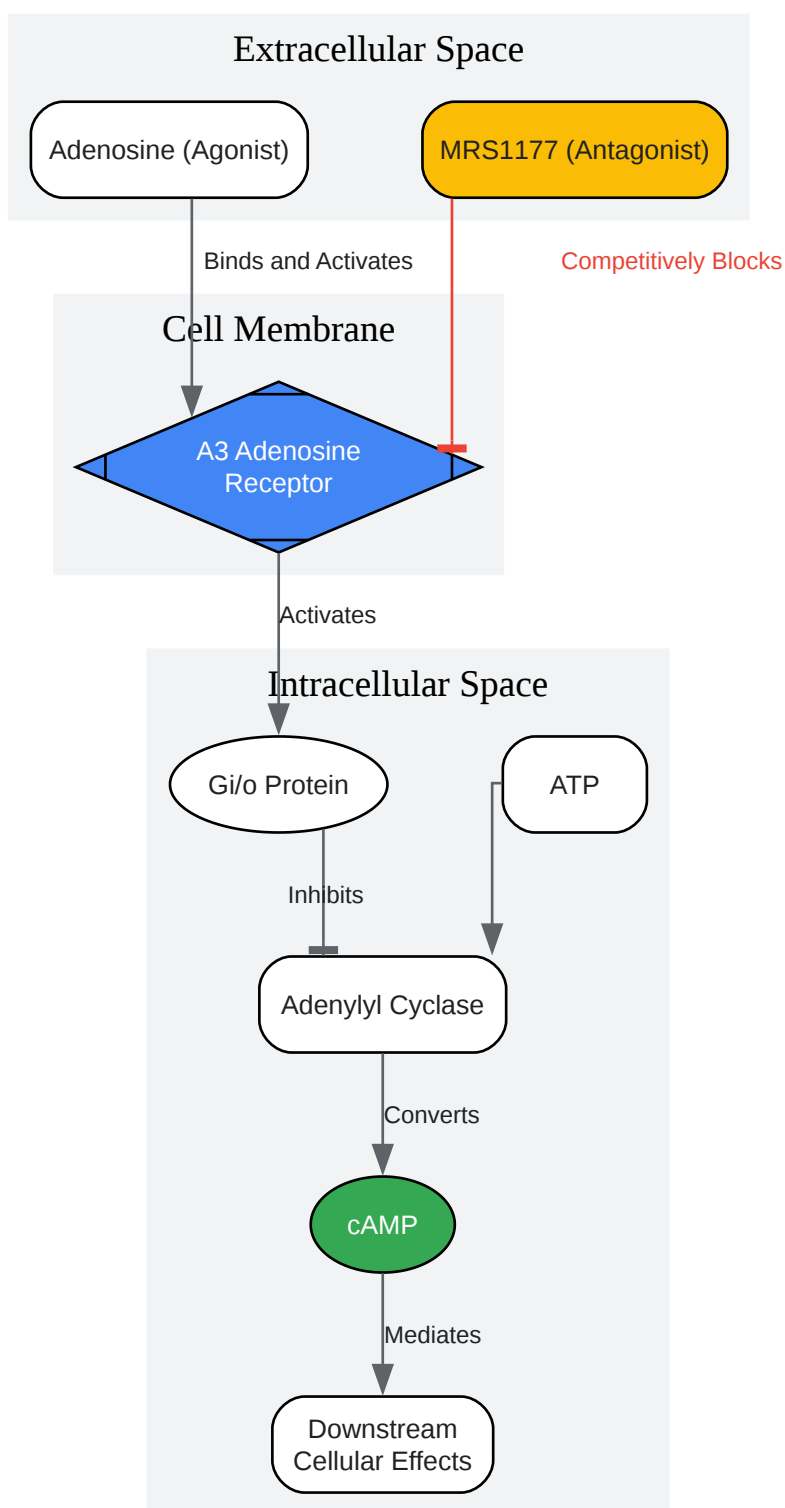 Extracellular Space
Adenosine (Agonist)
MRS1177 (Antagonist)
Binds and Activates
Competitively Blocks
Cell Membrane
A3 Adenosine
Receptor
Activates
Intracellular Space
Gi/o Protein
ATP
Inhibits
Adenylyl Cyclase
Converts
cAMP
Mediates
Downstream
Cellular Effects